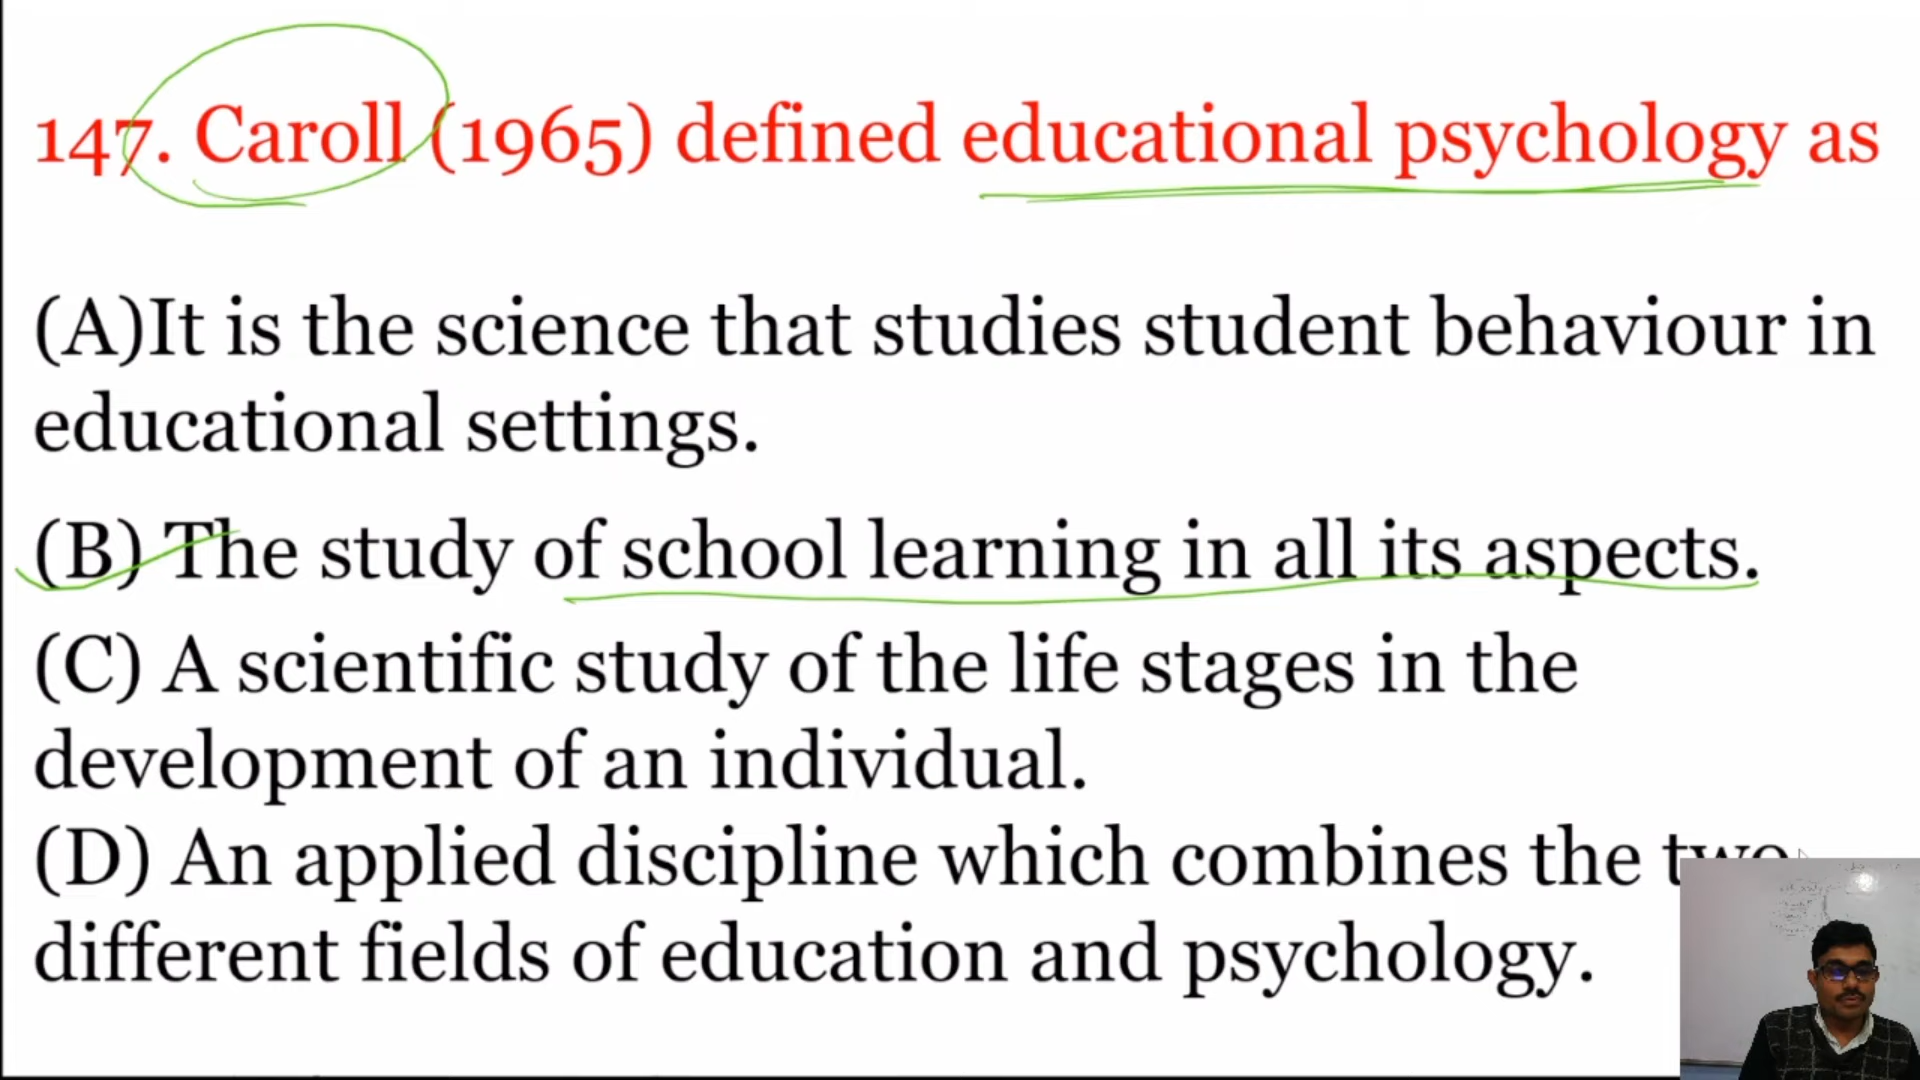 147. Caroll (1965) defined educational psychology as
(A)It is the science that studies student behaviour in
educational settings.
(B) The study of school learning in all its aspects.
(C) A scientific study of the life stages in the
development of an individual.
(D) An applied discipline which combines the two
different fields of education and psychology.